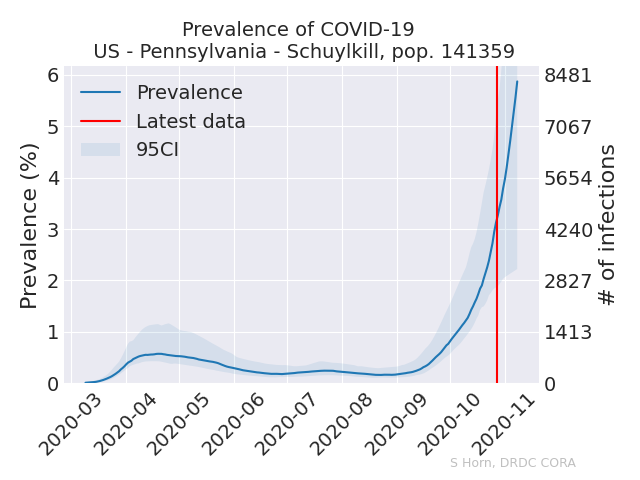 Prevalence of COVID-19
US - Pennsylvania - Schuylkill, pop. 141359
Prevalence
Latest data
95CI
Prevalence (%)
6
5
4
3
2
1
0
8481
7067
5654
4240
2827
1413
0
# of infections
2020-03
2020-04
2020-05
2020-06
2020-07
2020-08
2020-09
2020-10
2020-11
S Horn, DRDC CORA